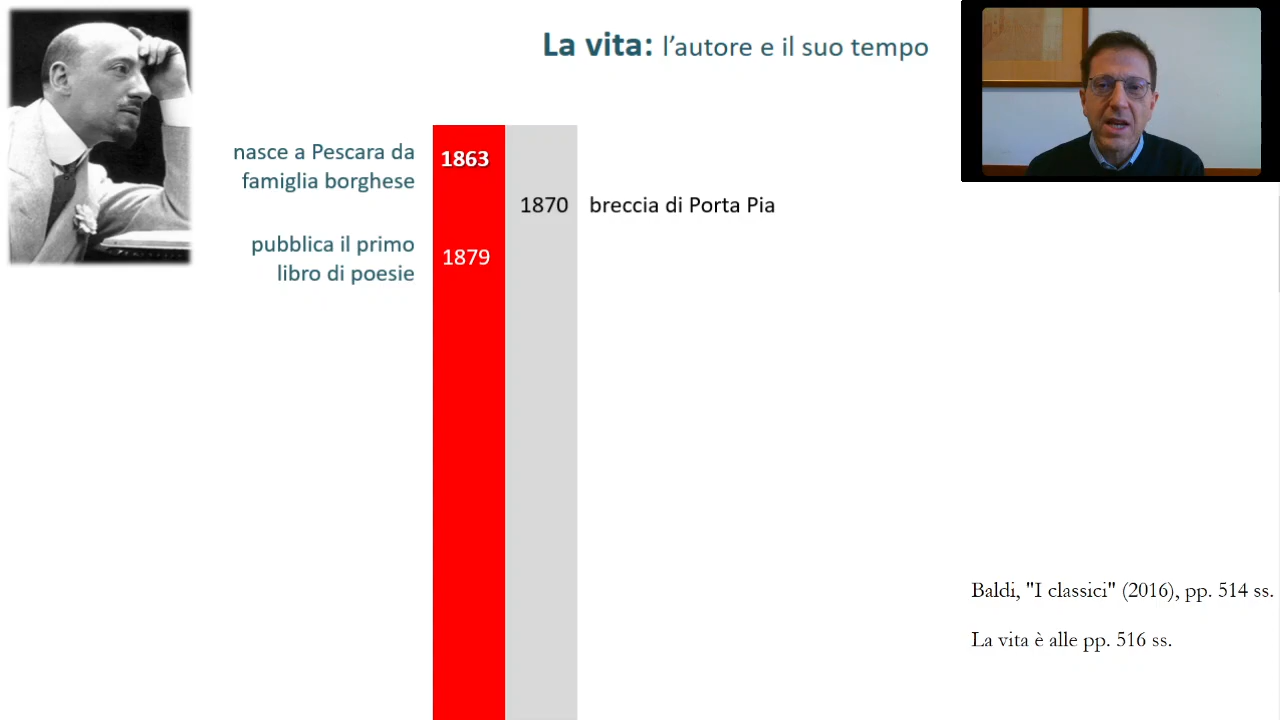 La vita: l’autore e il suo tempo
nasce a Pescara da
famiglia borghese
1863
1870 breccia di Porta Pia
pubblica il primo
libro di poesie
1879
Baldi, "I classici" (2016), pp. 514 ss.
La vita è alle pp. 516 ss.